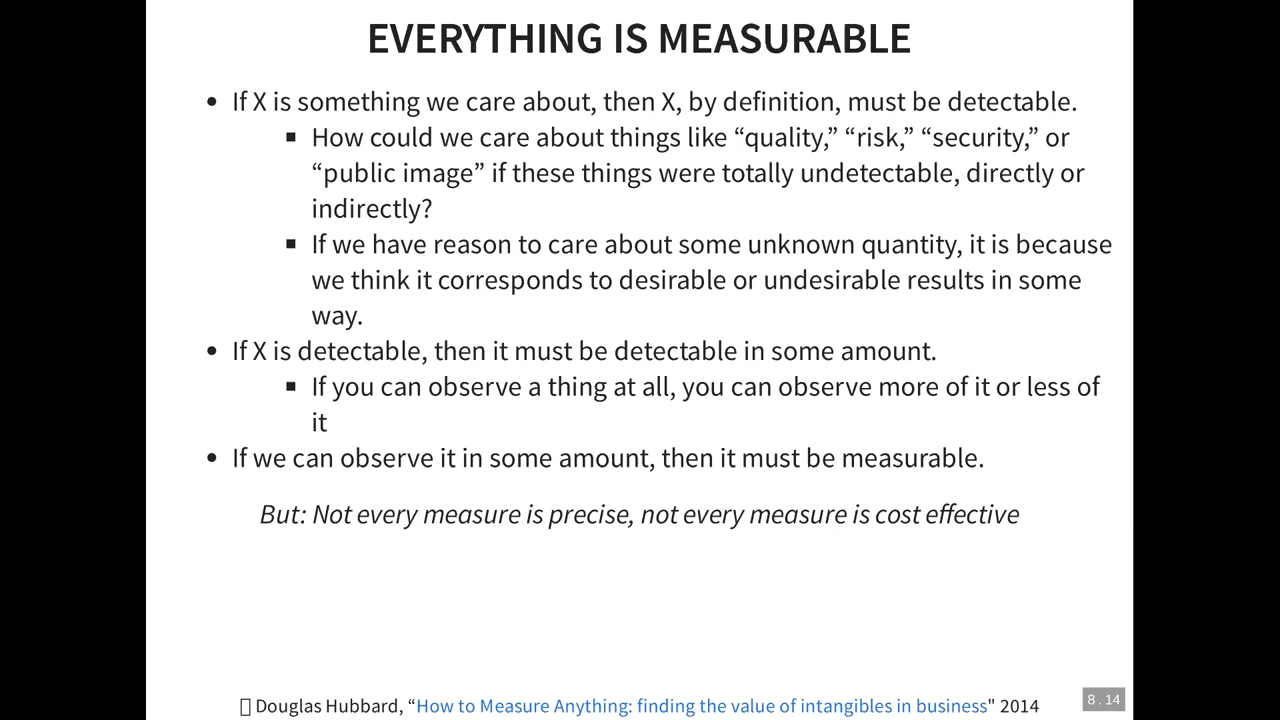 EVERYTHING IS MEASURABLE
• If X is something we care about, then X, by definition, must be detectable.
▪ How could we care about things like “quality,” “risk,” “security,” or
“public image” if these things were totally undetectable, directly or
indirectly?
▪ If we have reason to care about some unknown quantity, it is because
we think it corresponds to desirable or undesirable results in some
way.
• If X is detectable, then it must be detectable in some amount.
▪ If you can observe a thing at all, you can observe more of it or less of
it
• If we can observe it in some amount, then it must be measurable.
But: Not every measure is precise, not every measure is cost effective
Douglas Hubbard, “How to Measure Anything: finding the value of intangibles in business" 2014
8 . 14